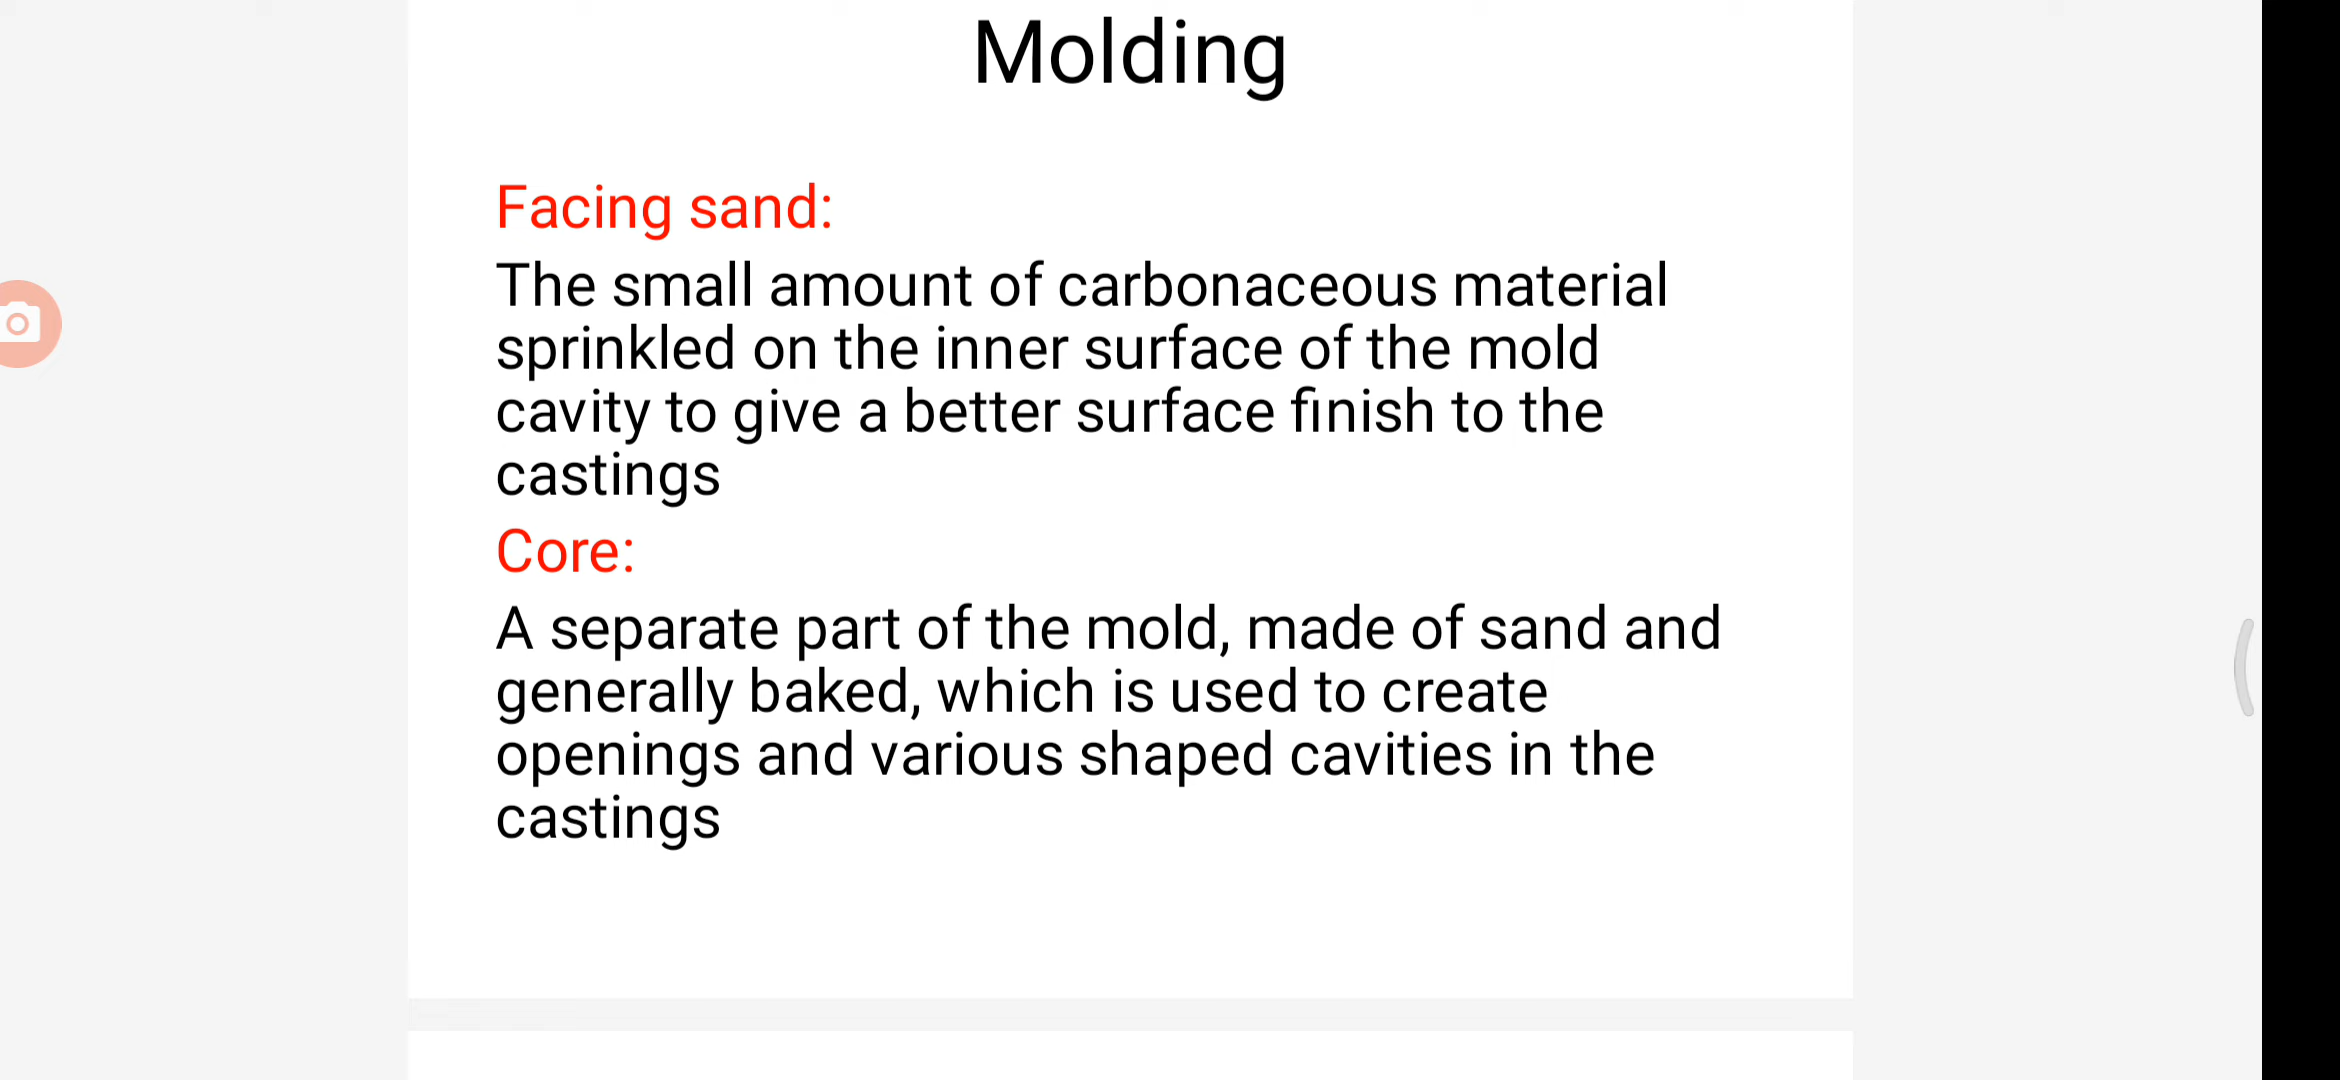 Molding
Facing sand:
The small amount of carbonaceous material
sprinkled on the inner surface of the mold
cavity to give a better surface finish to the
castings
Core:
A separate part of the mold, made of sand and
generally baked, which is used to create
openings and various shaped cavities in the
castings